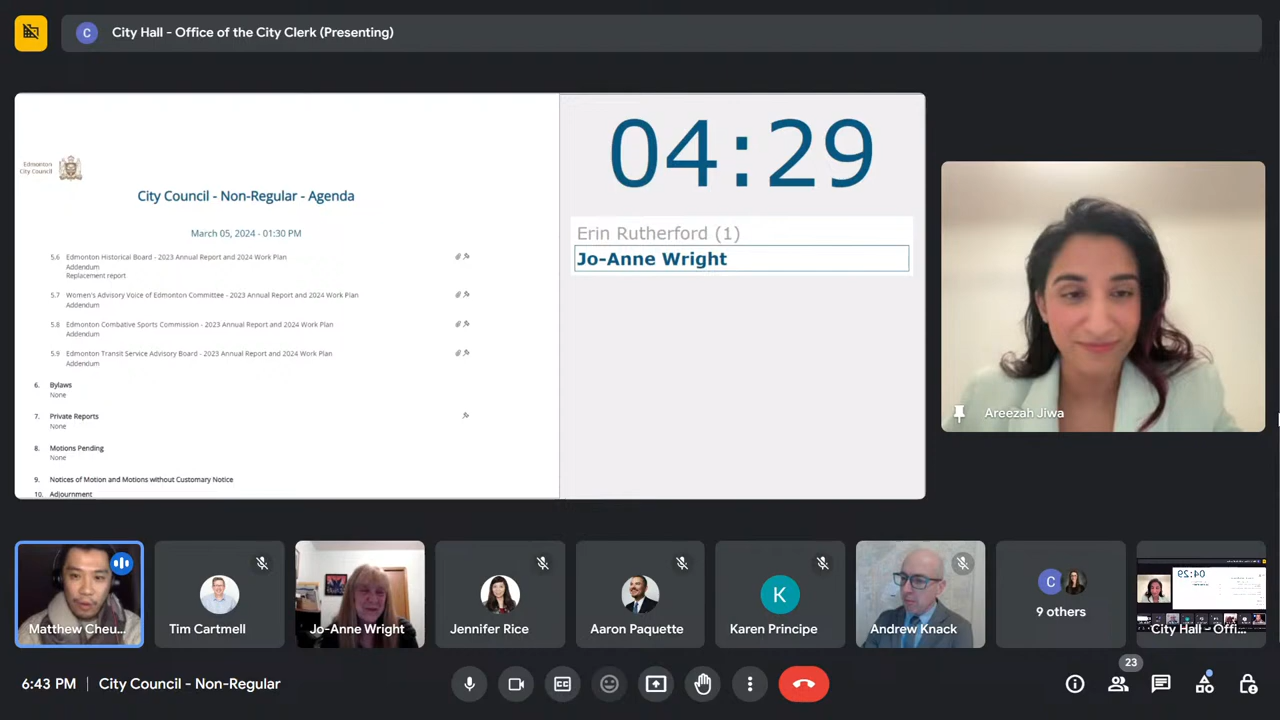 C
City Hall - Office of the City Clerk (Presenting)
Edmonton
City Council
City Council - Non-Regular - Agenda
March 05, 2024 - 01:30 PM
5.6 Edmonton Historical Board - 2023 Annual Report and 2024 Work Plan
Addendum
Replacement report
5.7 Women's Advisory Voice of Edmonton Committee - 2023 Annual Report and 2024 Work Plan
Addendum
5.8 Edmonton Combative Sports Commission - 2023 Annual Report and 2024 Work Plan
Addendum
5.9 Edmonton Transit Service Advisory Board - 2023 Annual Report and 2024 Work Plan
Addendum
6. Bylaws
None
7. Private Reports
None
8. Motions Pending
None
9. Notices of Motion and Motions without Customary Notice
10. Adjournment
04:29
Erin Rutherford (1)
Jo-Anne Wright
Areezah Jiwa
Matthew Cheu...
Tim Cartmell
Jo-Anne Wright
Jennifer Rice
Aaron Paquette
K
Karen Principe
Andrew Knack
C
9 others
04:29
City Hall - Offi...
6:43 PM | City Council - Non-Regular
CC
23